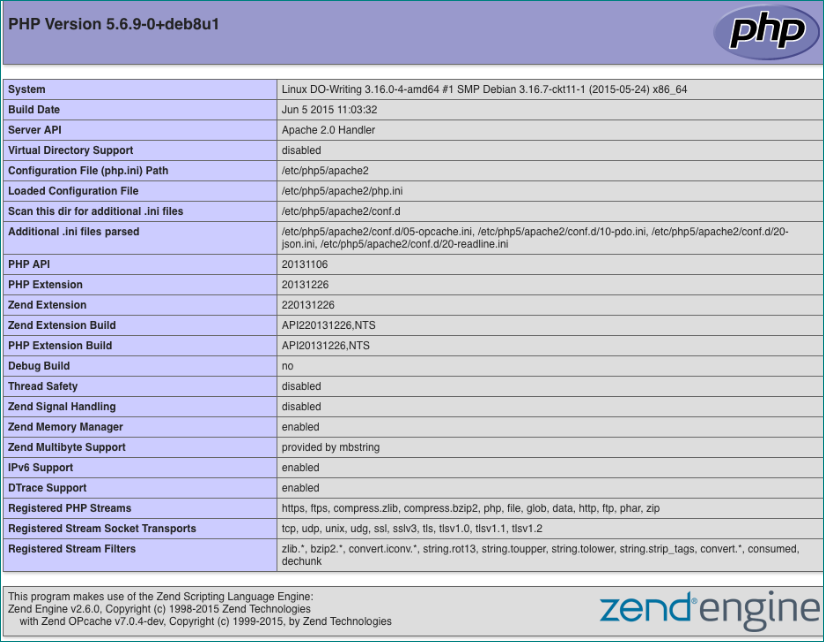 PHP Version 5.6.9-0+deb8u1
php
System Linux DO-Writing 3.16.0-4-amd64 #1 SMP Debian 3.16.7-ckt11-1 (2015-05-24) x86_64
Build Date Jun 5 2015 11:03:32
Server API Apache 2.0 Handler
Virtual Directory Support disabled
Configuration File (php.ini) Path /etc/php5/apache2
Loaded Configuration File /etc/php5/apache2/php.ini
Scan this dir for additional .ini files /etc/php5/apache2/conf.d
Additional .ini files parsed /etc/php5/apache2/conf.d/05-opcache.ini, /etc/php5/apache2/conf.d/10-pdo.ini, /etc/php5/apache2/conf.d/20-
json.ini, /etc/php5/apache2/conf.d/20-readline.ini
PHP API 20131106
PHP Extension 20131226
Zend Extension 220131226
Zend Extension Build API220131226,NTS
PHP Extension Build API20131226,NTS
Debug Build no
Thread Safety disabled
Zend Signal Handling disabled
Zend Memory Manager enabled
Zend Multibyte Support provided by mbstring
IPv6 Support enabled
DTrace Support enabled
Registered PHP Streams https, ftps, compress.zlib, compress.bzip2, php, file, glob, data, http, ftp, phar, zip
Registered Stream Socket Transports tcp, udp, unix, udg, ssl, sslv3, tls, tlsv1.0, tlsv1.1, tlsv1.2
Registered Stream Filters zlib.*, bzip2.*, convert.iconv.*, string.rot13, string.toupper, string.tolower, string.strip_tags, convert.*, consumed,
dechunk
This program makes use of the Zend Scripting Language Engine:
Zend Engine v2.6.0, Copyright (c) 1998-2015 Zend Technologies
with Zend OPcache v7.0.4-dev, Copyright (c) 1999-2015, by Zend Technologies
zend® engine